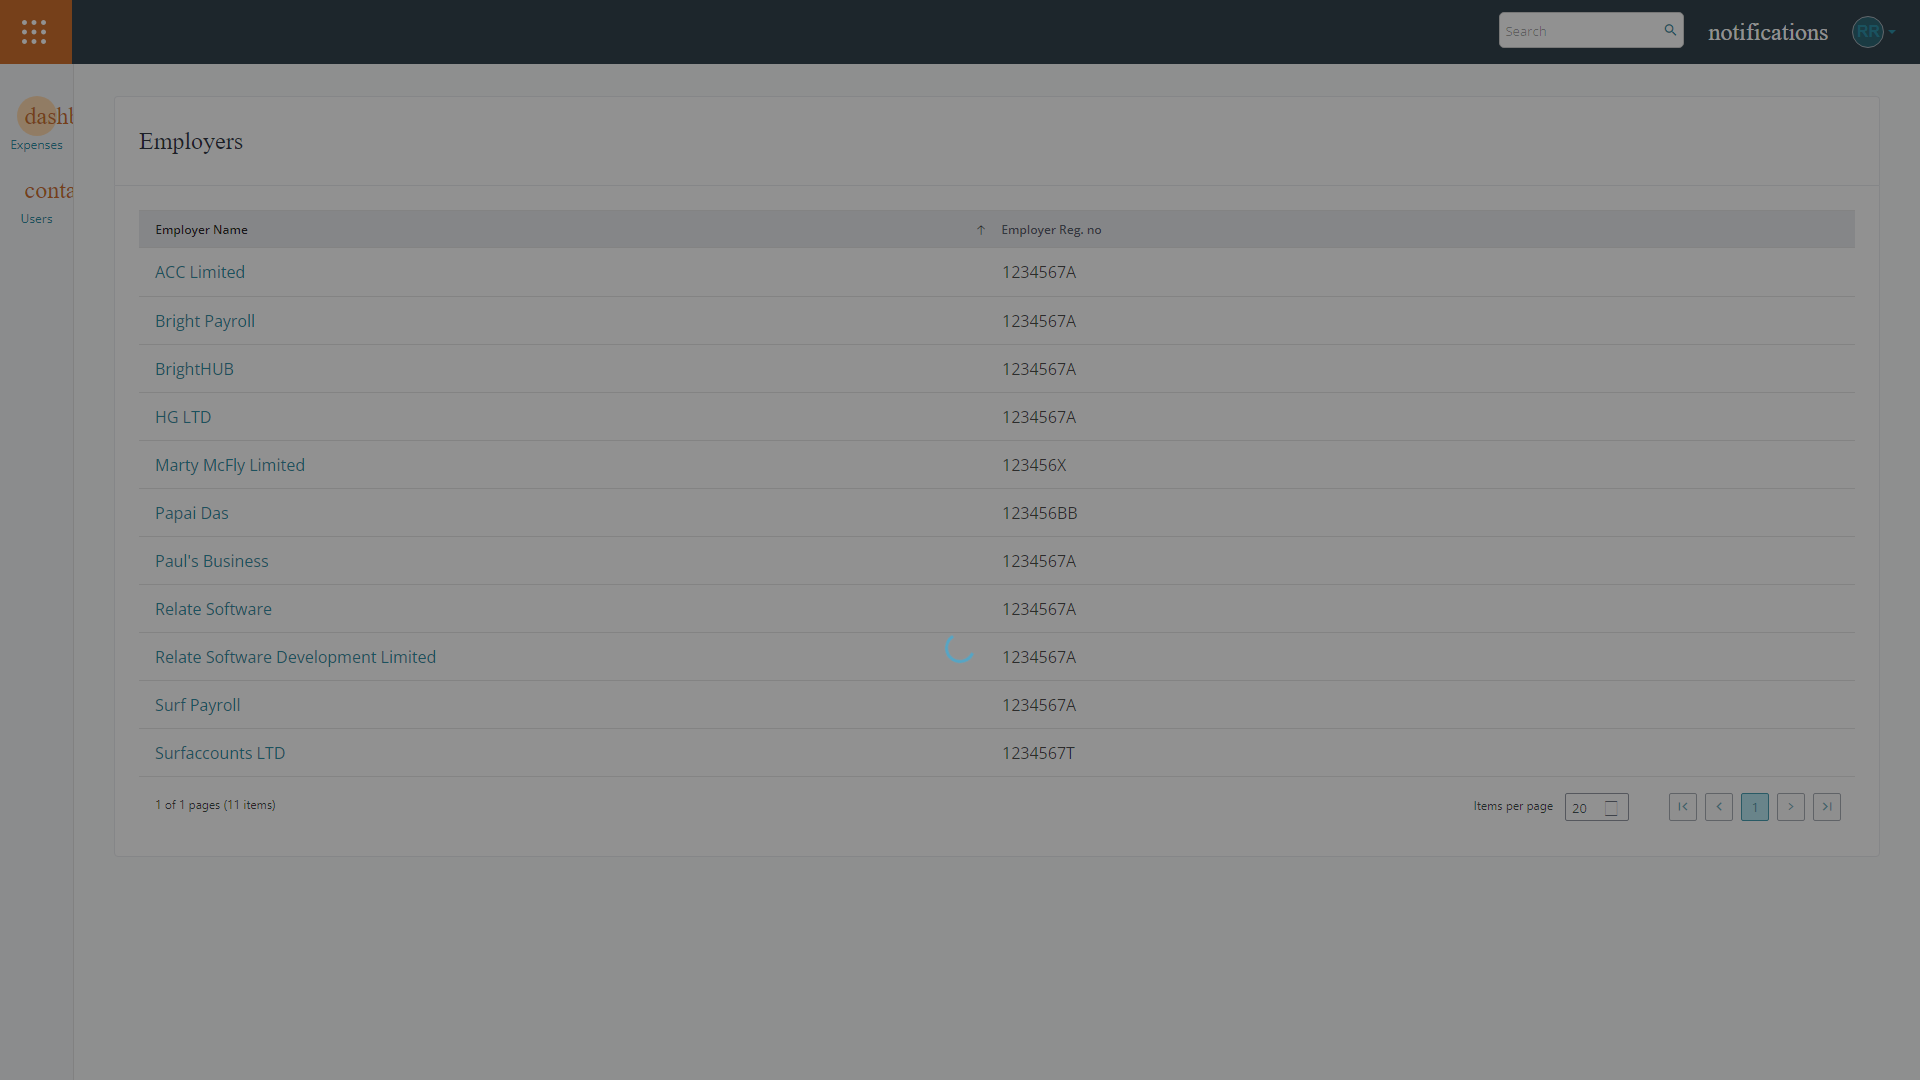 Search
notifications
RR
dashb
Expenses
conta
Users
Employers
Employer Name Employer Reg. no
ACC Limited 1234567A
Bright Payroll 1234567A
BrightHUB 1234567A
HG LTD 1234567A
Marty McFly Limited 123456X
Papai Das 123456BB
Paul's Business 1234567A
Relate Software 1234567A
Relate Software Development Limited 1234567A
Surf Payroll 1234567A
Surfaccounts LTD 1234567T
1 of 1 pages (11 items) Items per page 20 1